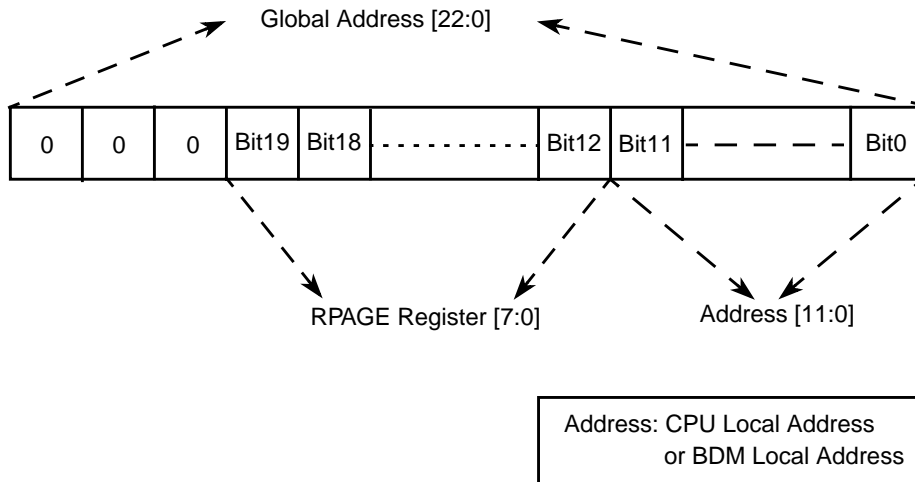 Global Address [22:0]
0 0 0 Bit19 Bit18 Bit12 Bit11 Bit0
RPAGE Register [7:0] Address [11:0]
Address: CPU Local Address
or BDM Local Address